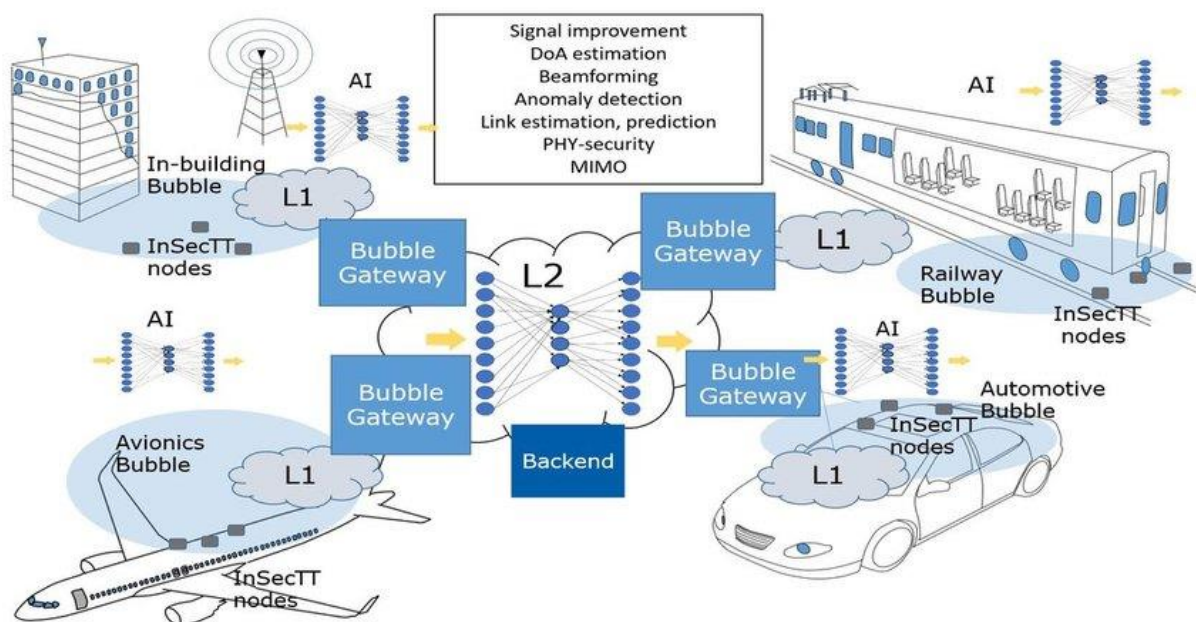 Signal improvement
DoA estimation
Beamforming
Anomaly detection
Link estimation, prediction
PHY-security
MIMO
AI
In-building
Bubble
L1
InSecTT
nodes
Bubble
Gateway
L2
Bubble
Gateway
L1
AI
Railway
Bubble
InSecTT
nodes
AI
Bubble
Gateway
Bubble
Gateway
AI
Automotive
Bubble
InSecTT
nodes
Avionics
Bubble
L1
Backend
L1
InSecTT
nodes